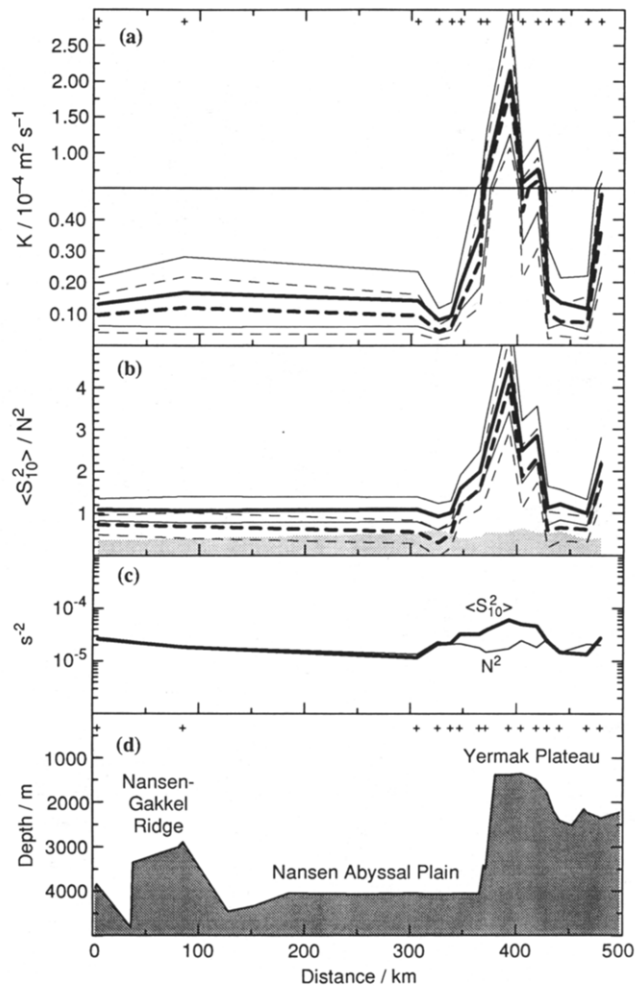 (a)
2.50
2.00
1.50
1.00
0.40
0.30
0.20
0.10
K / 10⁻⁴ m² s⁻¹
(b)
4
3
2
1
<S²₁₀> / N²
(c)
10⁻⁴
10⁻⁵
s⁻²
<S²₁₀>
N²
(d)
Yermak Plateau
Nansen-
Gakkel
Ridge
Nansen Abyssal Plain
1000
2000
3000
4000
Depth / m
0
100
200
300
400
500
Distance / km